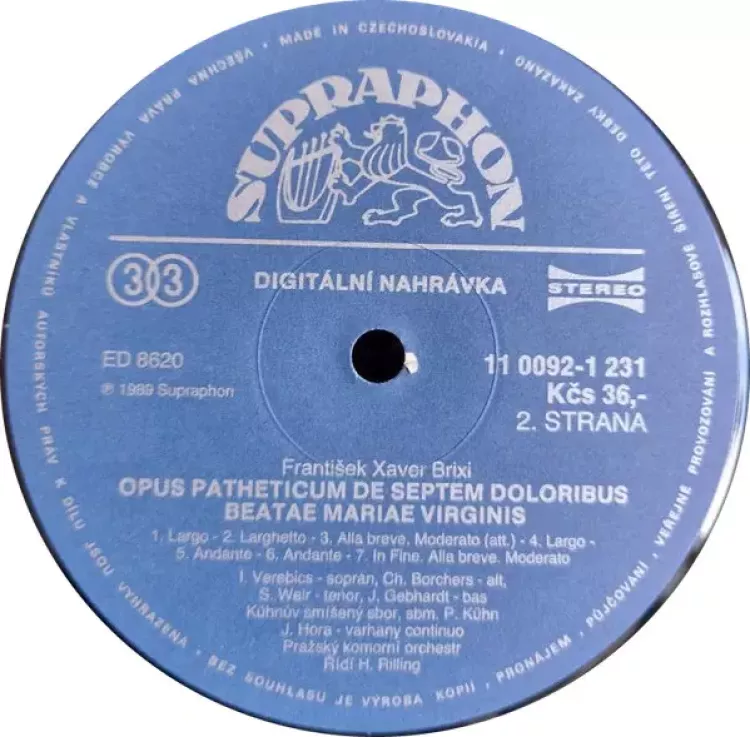 VŠECHNA PRÁVA VÝROBCE A VLASTNÍKŮ AUTORSKÝCH PRÁV K DÍLU JSOU VYHRAZENA • BEZ SOUHLASU JE VÝROBA KOPIÍ, PRONÁJEM, PŮJČOVÁNÍ, VEŘEJNÉ PROVOZOVÁNÍ A ROZHLASOVÉ ŠÍŘENÍ TÉTO DESKY ZAKÁZÁNO • MADE IN CZECHOSLOVAKIA •
SUPRAPHON
33
DIGITÁLNÍ NAHRÁVKA
STEREO
ED 8620
11 0092-1 231
℗ 1989 Supraphon
Kčs 36,-
2. STRANA
František Xaver Brixi
OPUS PATHETICUM DE SEPTEM DOLORIBUS
BEATAE MARIAE VIRGINIS
1. Largo - 2. Larghetto - 3. Alla breve. Moderato (att.) - 4. Largo -
5. Andante - 6. Andante - 7. In Fine. Alla breve. Moderato
I. Verebics - soprán, Ch. Borchers - alt,
S. Weir - tenor, J. Gebhardt - bas
Kühnův smíšený sbor, sbm. P. Kühn
J. Hora - varhany continuo
Pražský komorní orchestr
Řídí H. Rilling